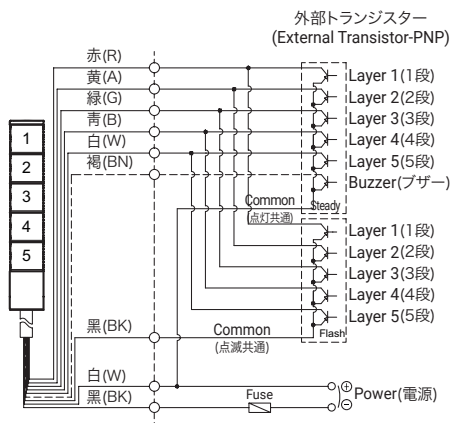 外部トランジスター
(External Transistor-PNP)
赤(R)
黄(A)
緑(G)
青(B)
白(W)
褐(BN)
1
2
3
4
5
Layer 1(1段)
Layer 2(2段)
Layer 3(3段)
Layer 4(4段)
Layer 5(5段)
Buzzer(ブザー)
Common
(点灯共通)
Steady
Layer 1(1段)
Layer 2(2段)
Layer 3(3段)
Layer 4(4段)
Layer 5(5段)
Flash
黑(BK)
Common
(点滅共通)
白(W)
黒(BK)
Fuse
⊕
⊖
Power(電源)